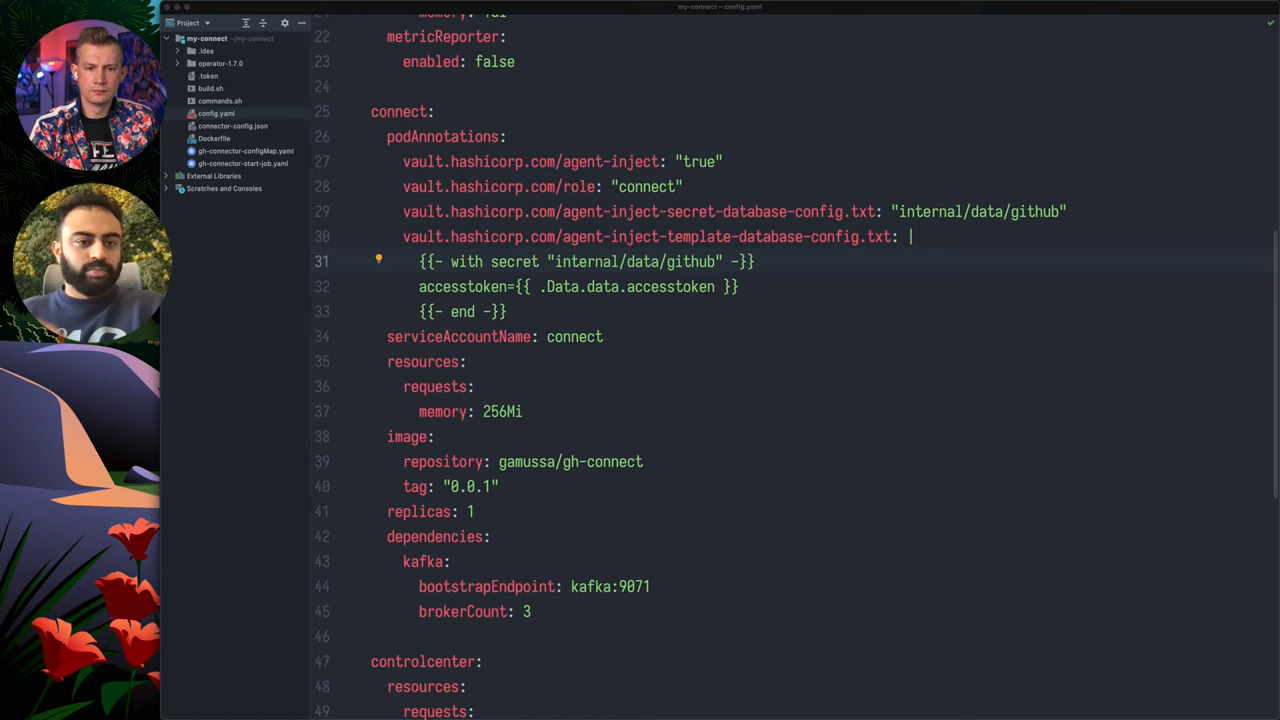 my-connect – config.yaml
Project
my-connect ~/my-connect
.idea
operator-1.7.0
.token
build.sh
commands.sh
config.yaml
connector-config.json
Dockerfile
gh-connector-configMap.yaml
gh-connector-start-job.yaml
External Libraries
Scratches and Consoles
22 metricReporter:
23 enabled: false
24
25 connect:
26 podAnnotations:
27 vault.hashicorp.com/agent-inject: "true"
28 vault.hashicorp.com/role: "connect"
29 vault.hashicorp.com/agent-inject-secret-database-config.txt: "internal/data/github"
30 vault.hashicorp.com/agent-inject-template-database-config.txt: |
31 {{- with secret "internal/data/github" -}}
32 accesstoken={{ .Data.data.accesstoken }}
33 {{- end -}}
34 serviceAccountName: connect
35 resources:
36 requests:
37 memory: 256Mi
38 image:
39 repository: gamussa/gh-connect
40 tag: "0.0.1"
41 replicas: 1
42 dependencies:
43 kafka:
44 bootstrapEndpoint: kafka:9071
45 brokerCount: 3
46
47 controlcenter:
48 resources:
49 requests: